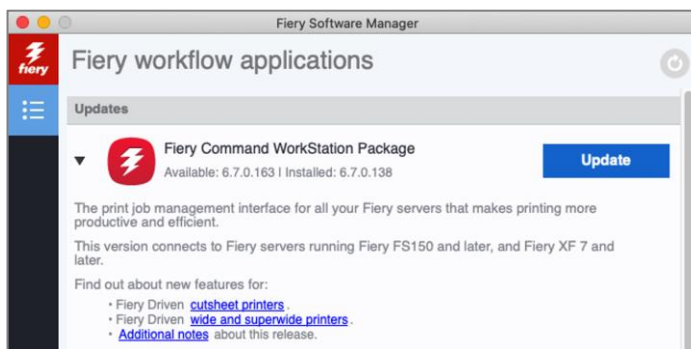 Fiery Software Manager
fiery
Fiery workflow applications
Updates
Fiery Command WorkStation Package
Available: 6.7.0.163 I Installed: 6.7.0.138
Update
The print job management interface for all your Fiery servers that makes printing more
productive and efficient.
This version connects to Fiery servers running Fiery FS150 and later, and Fiery XF 7 and
later.
Find out about new features for:
• Fiery Driven cutsheet printers .
• Fiery Driven wide and superwide printers .
• Additional notes about this release.